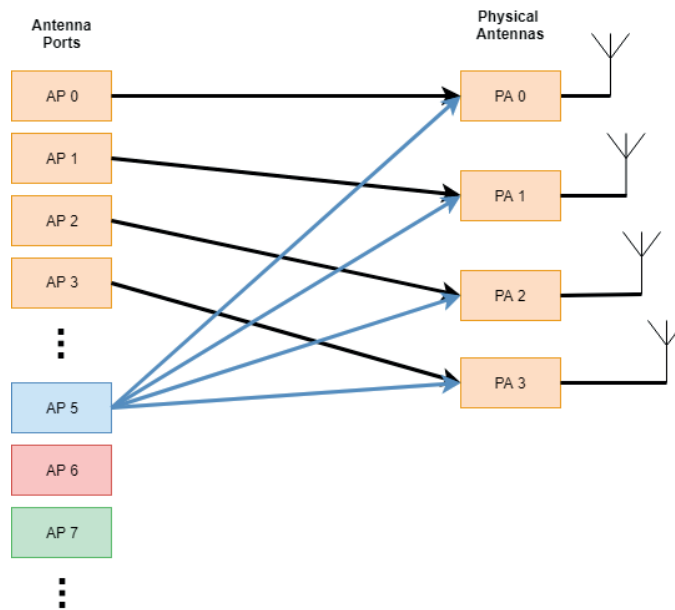 Antenna
Ports
Physical
Antennas
AP 0
PA 0
AP 1
PA 1
AP 2
PA 2
AP 3
PA 3
AP 5
AP 6
AP 7